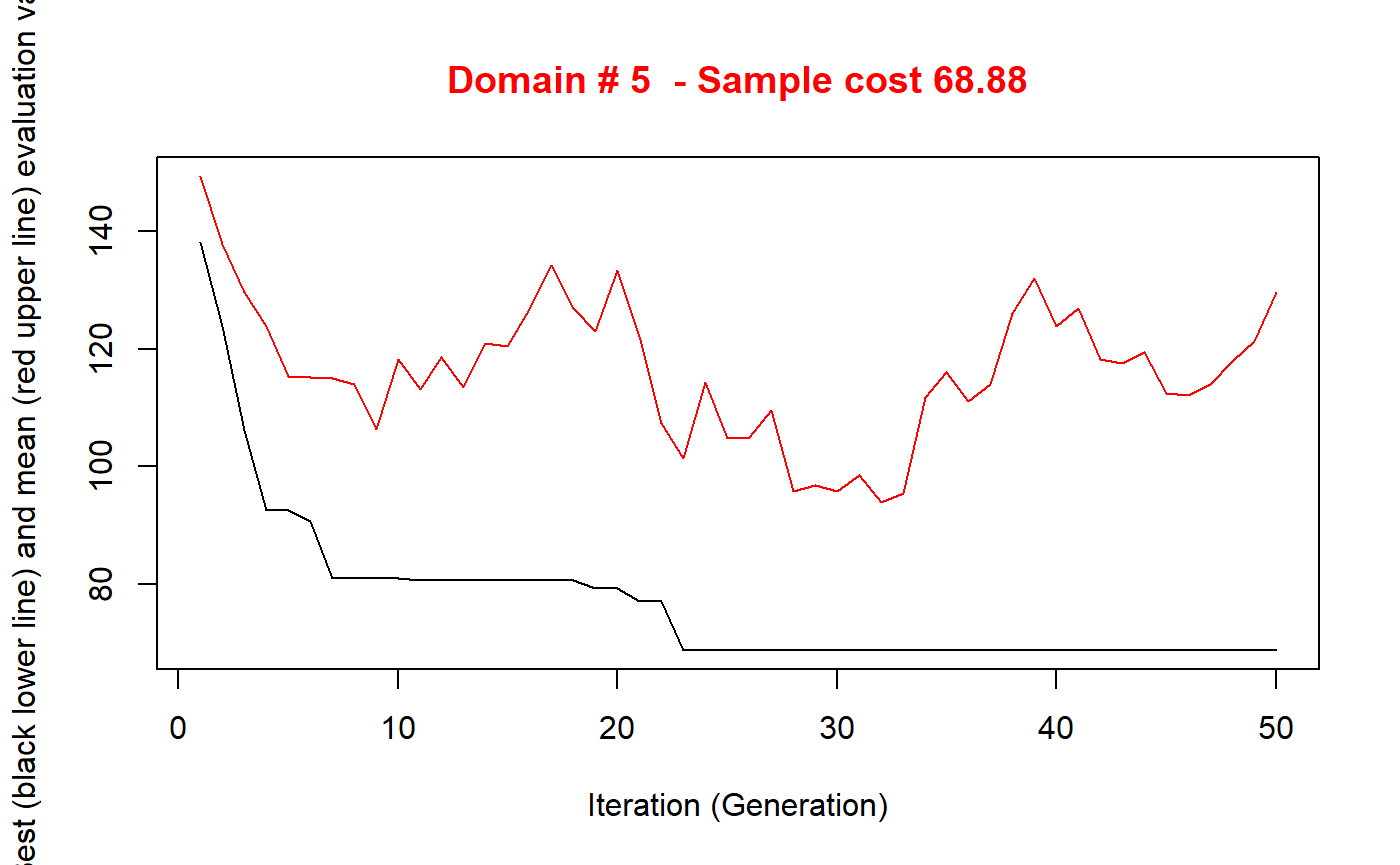 Domain # 5  - Sample cost 68.88
est (black lower line) and mean (red upper line) evaluation va
140
120
100
80
0 10 20 30 40 50
Iteration (Generation)